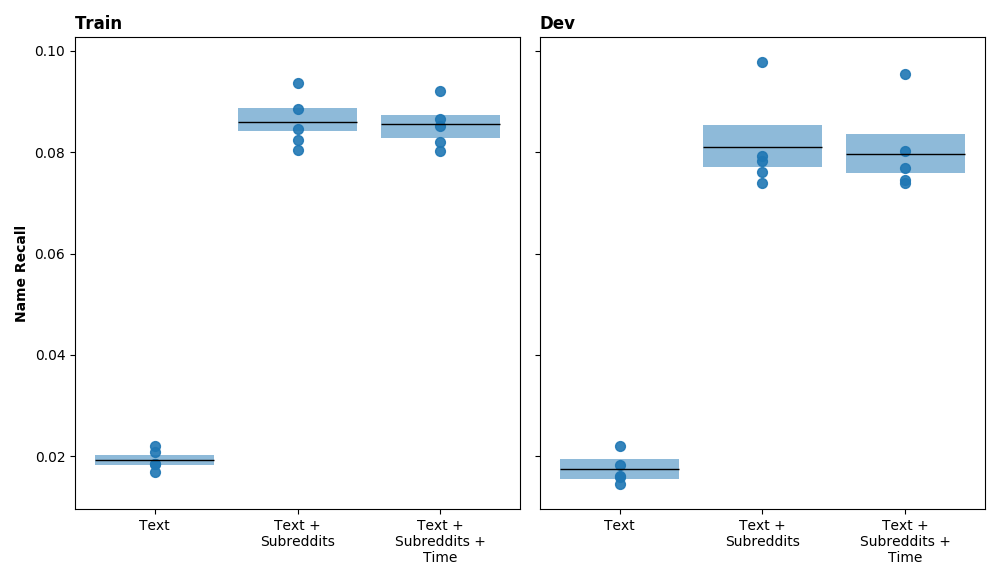 Train
Dev
Name Recall
0.10
0.08
0.06
0.04
0.02
Text
Text +
Subreddits
Text +
Subreddits +
Time
Text
Text +
Subreddits
Text +
Subreddits +
Time